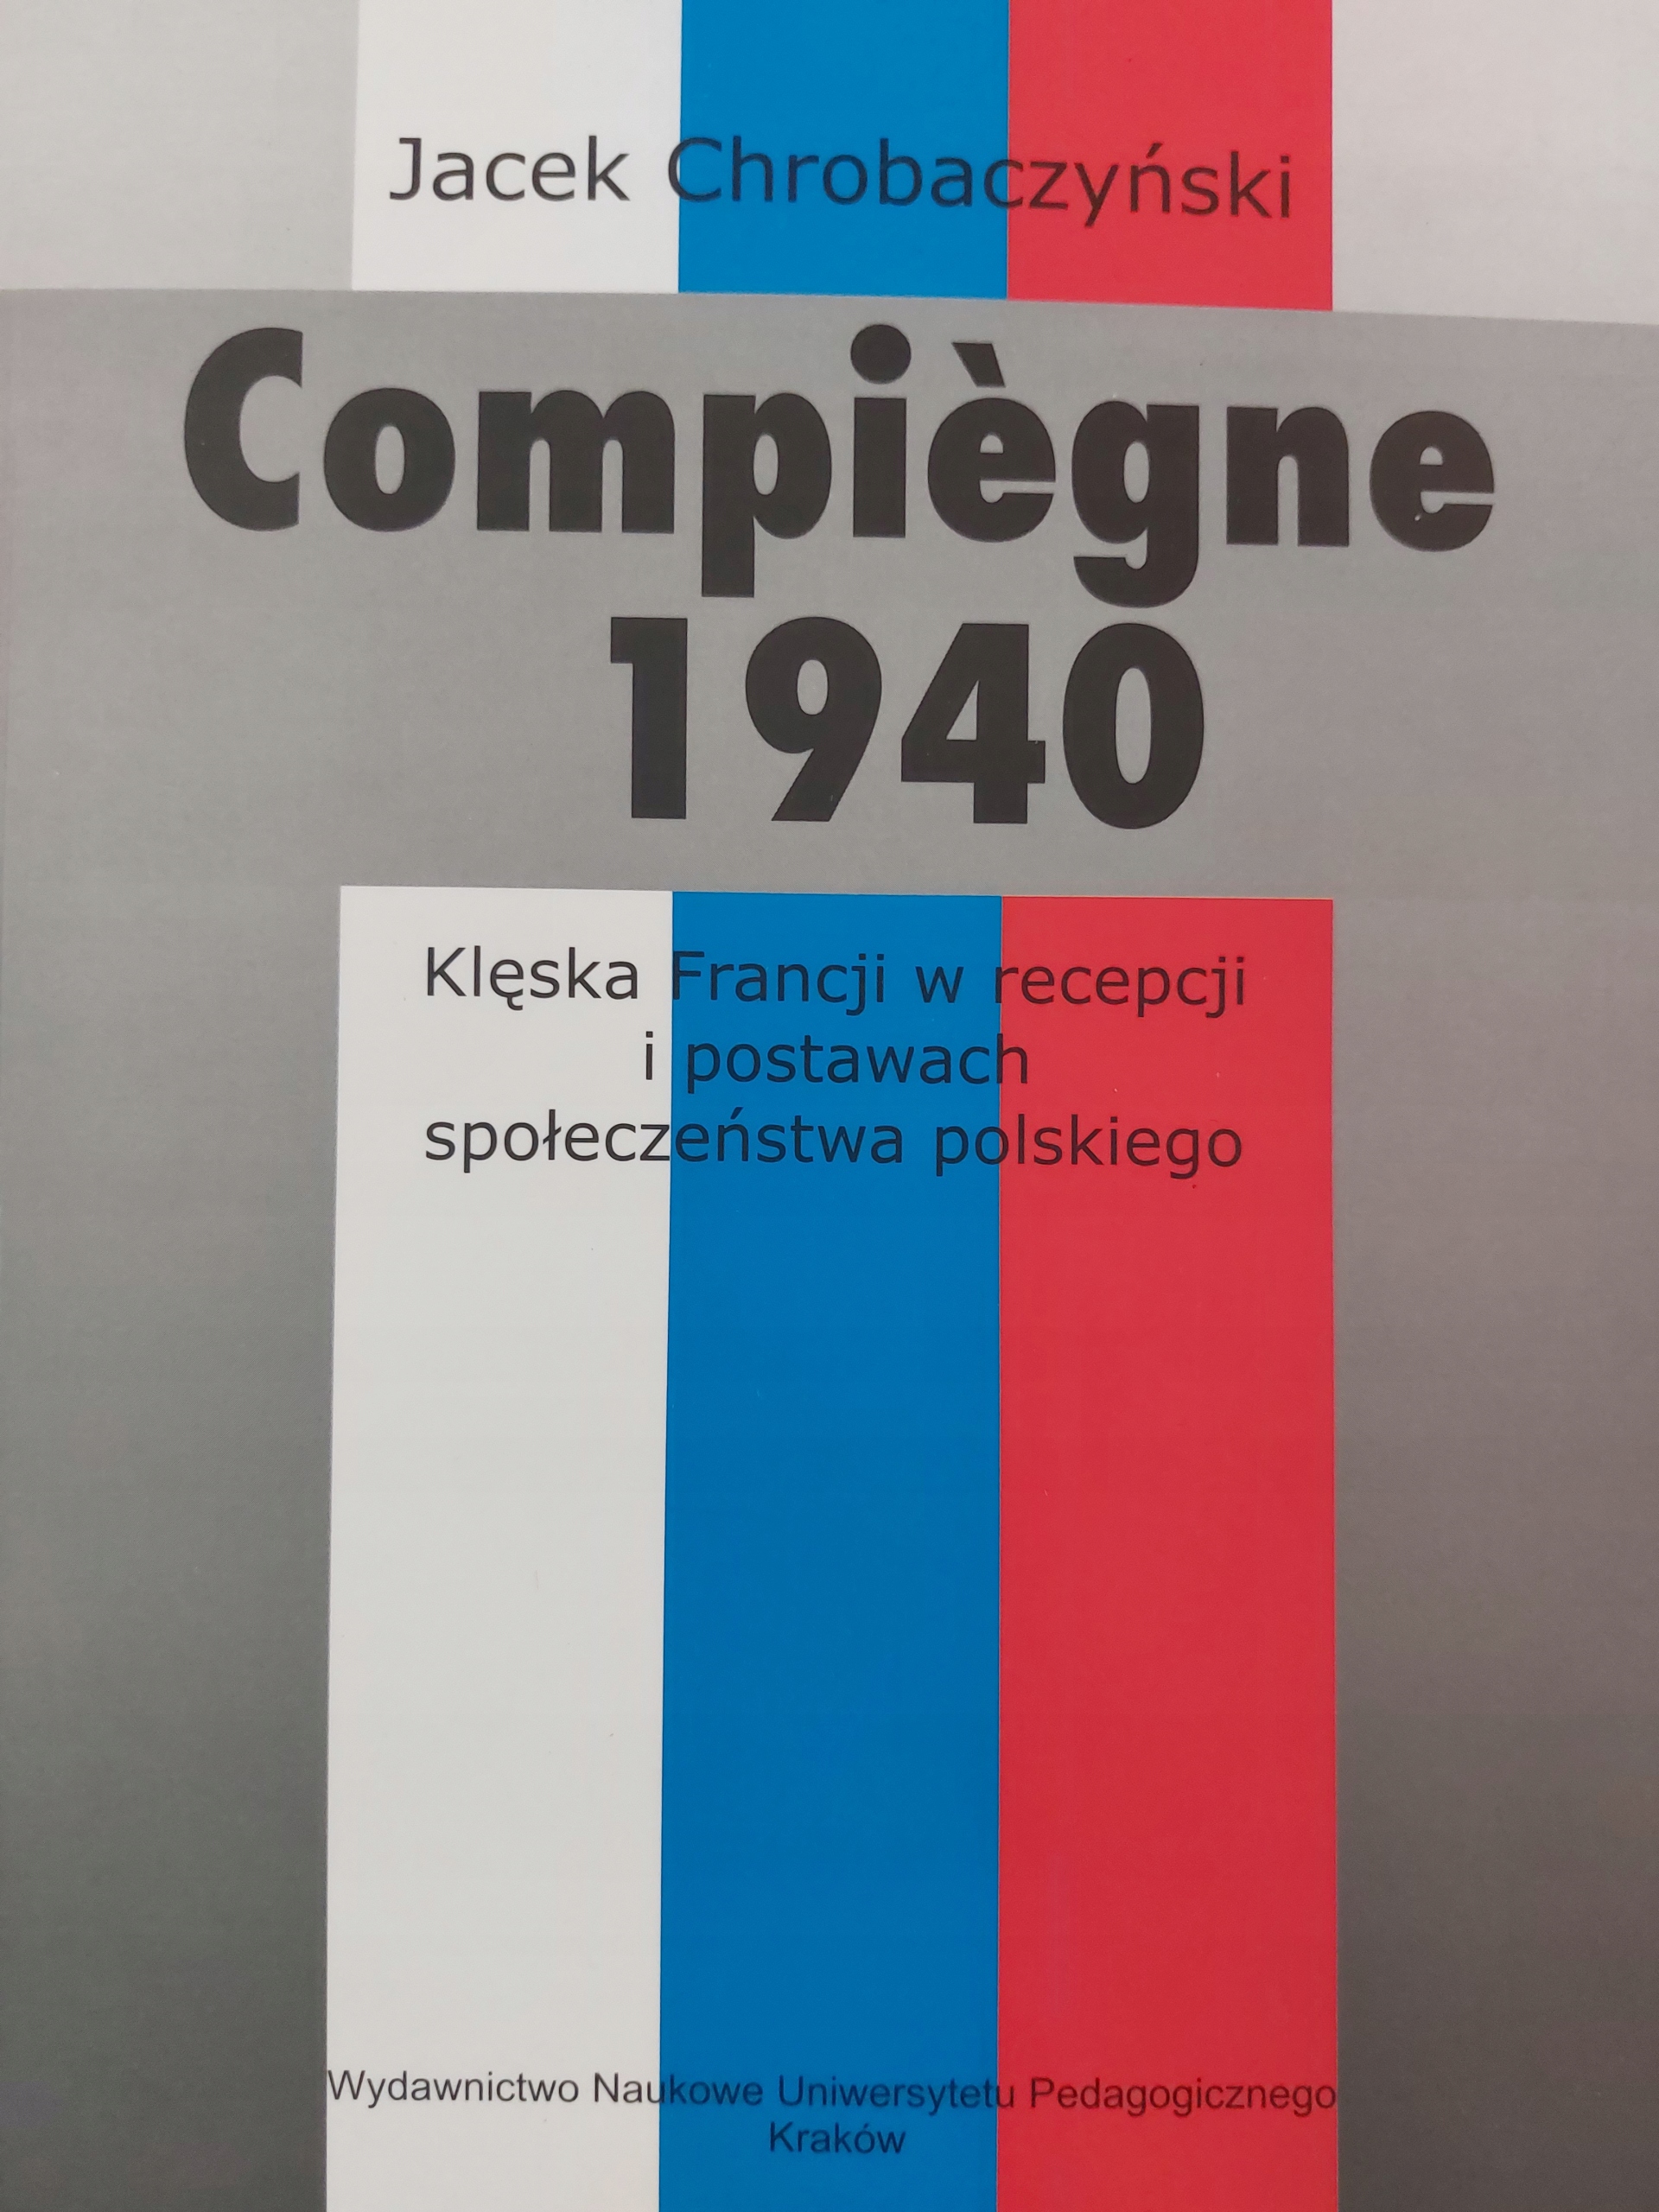 Jacek Chrobaczyński
Compiègne
1940
Klęska Francji w recepcji
i postawach
społeczeństwa polskiego
Wydawnictwo Naukowe Uniwersytetu Pedagogicznego
Kraków